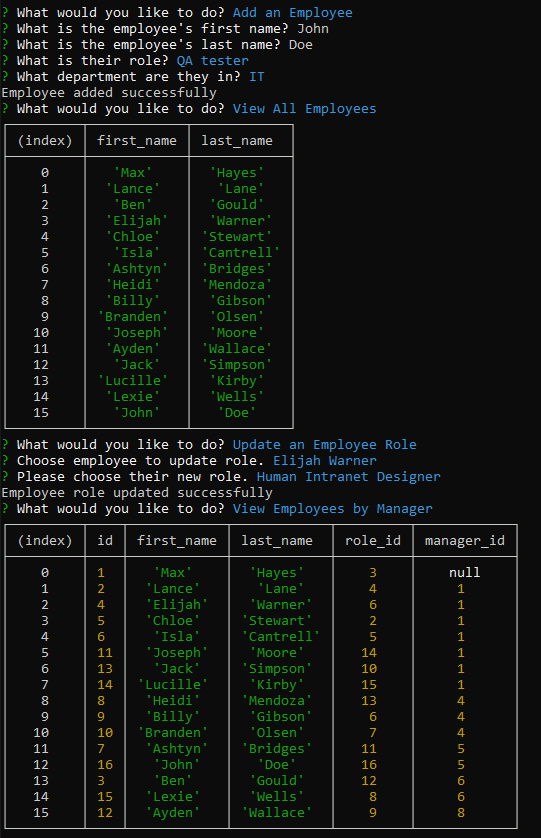 ? What would you like to do? Add an Employee
? What is the employee's first name? John
? What is the employee's last name? Doe
? What is their role? QA tester
? What department are they in? IT
Employee added successfully
? What would you like to do? View All Employees
(index) first_name last_name
0 'Max' 'Hayes'
1 'Lance' 'Lane'
2 'Ben' 'Gould'
3 'Elijah' 'Warner'
4 'Chloe' 'Stewart'
5 'Isla' 'Cantrell'
6 'Ashtyn' 'Bridges'
7 'Heidi' 'Mendoza'
8 'Billy' 'Gibson'
9 'Branden' 'Olsen'
10 'Joseph' 'Moore'
11 'Ayden' 'Wallace'
12 'Jack' 'Simpson'
13 'Lucille' 'Kirby'
14 'Lexie' 'Wells'
15 'John' 'Doe'
? What would you like to do? Update an Employee Role
? Choose employee to update role. Elijah Warner
? Please choose their new role. Human Intranet Designer
Employee role updated successfully
? What would you like to do? View Employees by Manager
(index) id first_name last_name role_id manager_id
0 1 'Max' 'Hayes' 3 null
1 2 'Lance' 'Lane' 4 1
2 4 'Elijah' 'Warner' 6 1
3 5 'Chloe' 'Stewart' 2 1
4 6 'Isla' 'Cantrell' 5 1
5 11 'Joseph' 'Moore' 14 1
6 13 'Jack' 'Simpson' 10 1
7 14 'Lucille' 'Kirby' 15 1
8 8 'Heidi' 'Mendoza' 13 4
9 9 'Billy' 'Gibson' 6 4
10 10 'Branden' 'Olsen' 7 4
11 7 'Ashtyn' 'Bridges' 11 5
12 16 'John' 'Doe' 16 5
13 3 'Ben' 'Gould' 12 6
14 15 'Lexie' 'Wells' 8 6
15 12 'Ayden' 'Wallace' 9 8